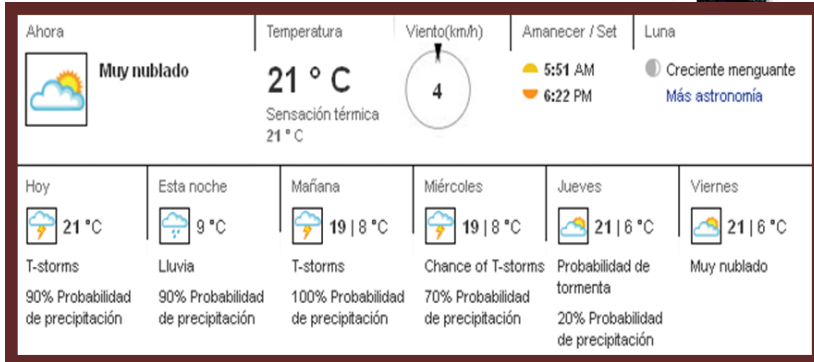 Ahora
Muy nublado
Temperatura
21 ° C
Sensación térmica
21 ° C
Viento(km/h)
4
Amanecer / Set
5:51 AM
6:22 PM
Luna
Creciente menguante
Más astronomía
Hoy
21 °C
T-storms
90% Probabilidad
de precipitación
Esta noche
9 °C
Lluvia
90% Probabilidad
de precipitación
Mañana
19 | 8 °C
T-storms
100% Probabilidad
de precipitación
Miércoles
19 | 8 °C
Chance of T-storms
70% Probabilidad
de precipitación
Jueves
21 | 6 °C
Probabilidad de
tormenta
20% Probabilidad
de precipitación
Viernes
21 | 6 °C
Muy nublado